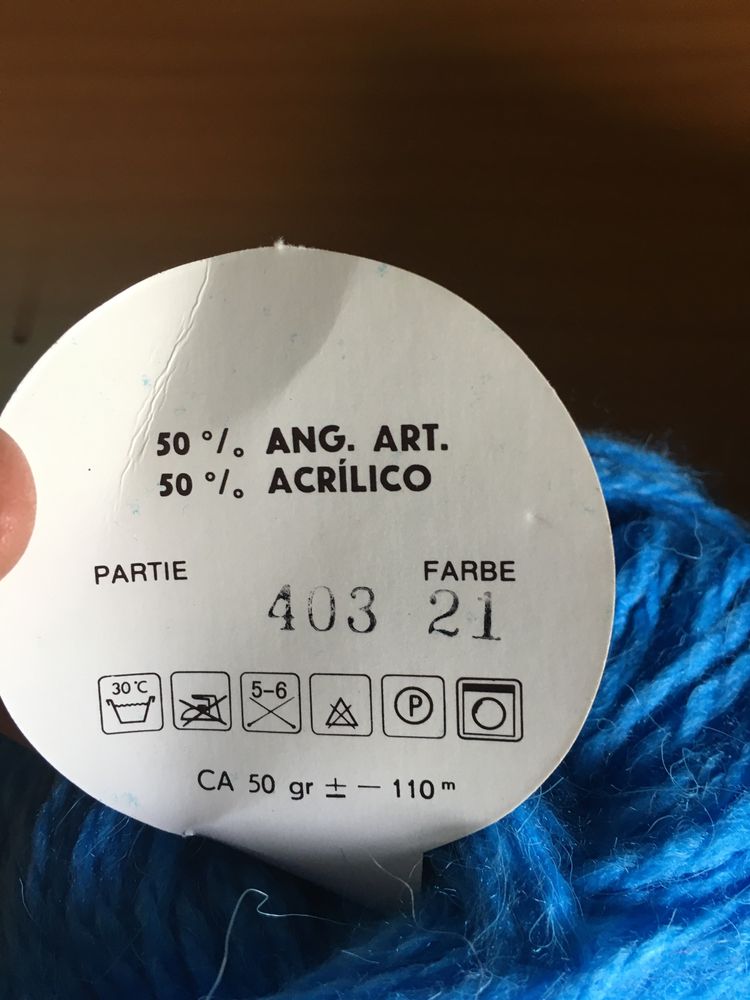 50 °/. ANG. ART.
50 °/. ACRÍLICO
PARTIE FARBE
403 21
30°C 5-6 P
CA 50 gr ± — 110 m